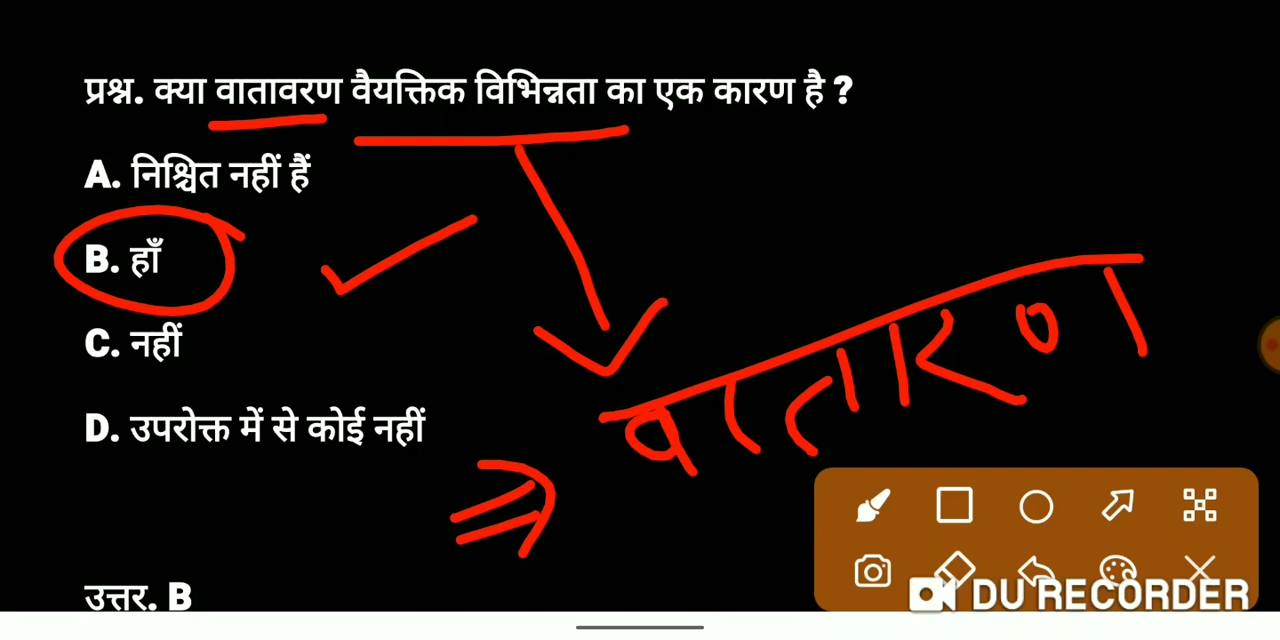 प्रश्न. क्या वातावरण वैयक्तिक विभिन्नता का एक कारण है ?
A. निश्चित नहीं हैं
B. हाँ
C. नहीं
D. उपरोक्त में से कोई नहीं
वातारण
उत्तर. B
DU RECORDER